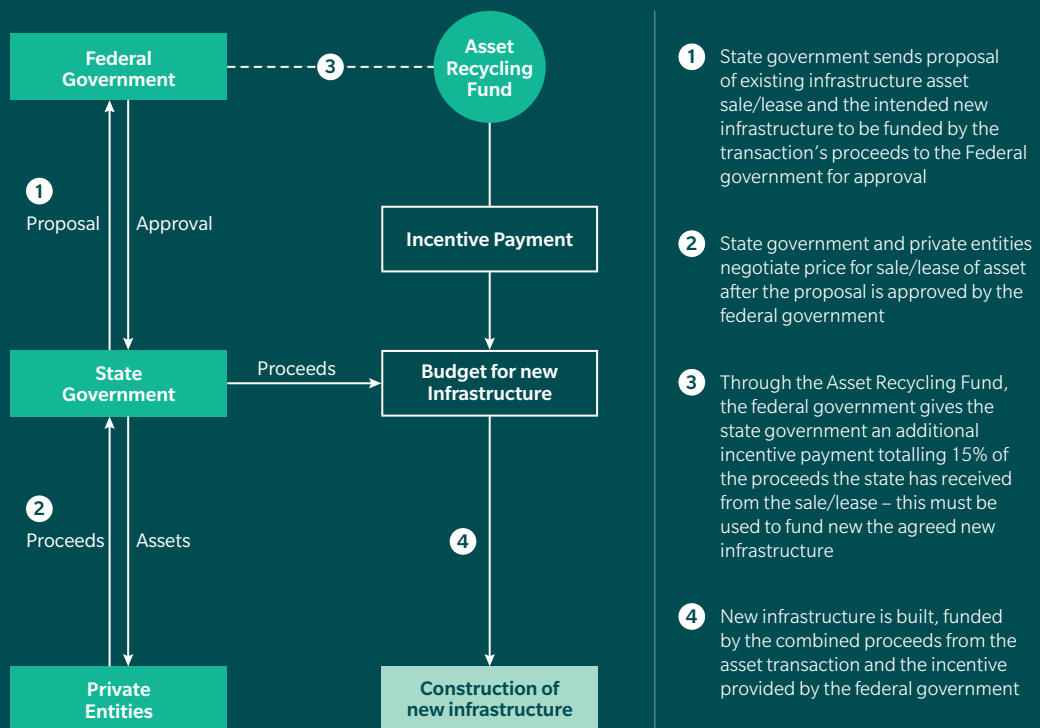 Federal
Government
3
Asset
Recycling
Fund
1
Proposal
Approval
Incentive Payment
State
Government
Proceeds
Budget for new
Infrastructure
2
Proceeds
Assets
4
Private
Entities
Construction of
new infrastructure
1 State government sends proposal
of existing infrastructure asset
sale/lease and the intended new
infrastructure to be funded by the
transaction’s proceeds to the Federal
government for approval
2 State government and private entities
negotiate price for sale/lease of asset
after the proposal is approved by the
federal government
3 Through the Asset Recycling Fund,
the federal government gives the
state government an additional
incentive payment totalling 15% of
the proceeds the state has received
from the sale/lease – this must be
used to fund new the agreed new
infrastructure
4 New infrastructure is built, funded
by the combined proceeds from the
asset transaction and the incentive
provided by the federal government